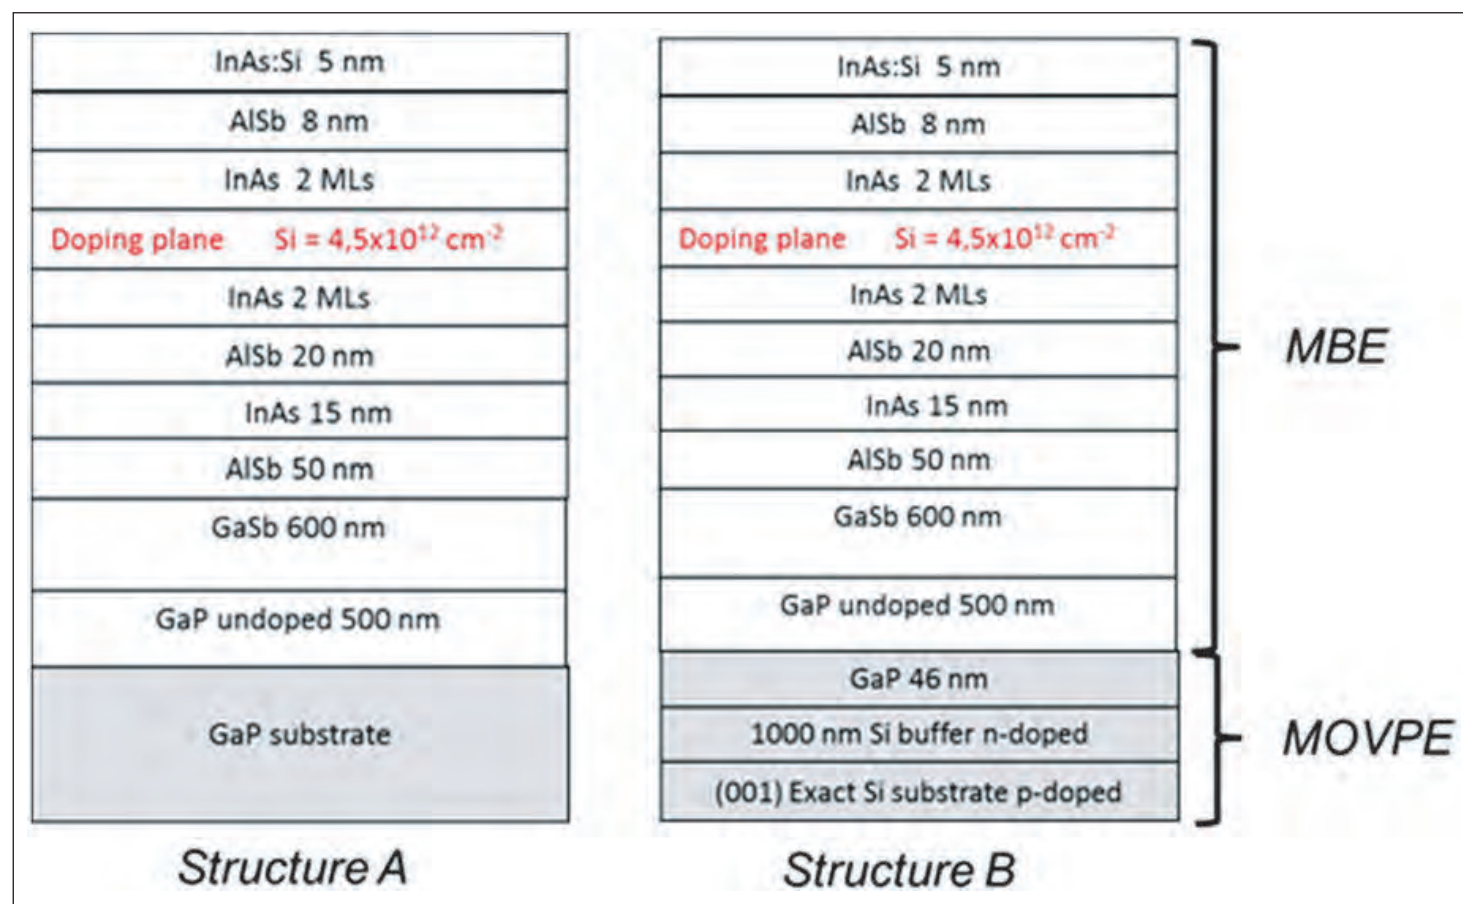 InAs:Si 5 nm
AlSb 8 nm
InAs 2 MLs
Doping plane Si = 4,5x10¹² cm⁻²
InAs 2 MLs
AlSb 20 nm
InAs 15 nm
AlSb 50 nm
GaSb 600 nm
GaP undoped 500 nm
GaP substrate
Structure A
InAs:Si 5 nm
AlSb 8 nm
InAs 2 MLs
Doping plane Si = 4,5x10¹² cm⁻²
InAs 2 MLs
AlSb 20 nm
InAs 15 nm
AlSb 50 nm
GaSb 600 nm
GaP undoped 500 nm
GaP 46 nm
1000 nm Si buffer n-doped
(001) Exact Si substrate p-doped
Structure B
MBE
MOVPE